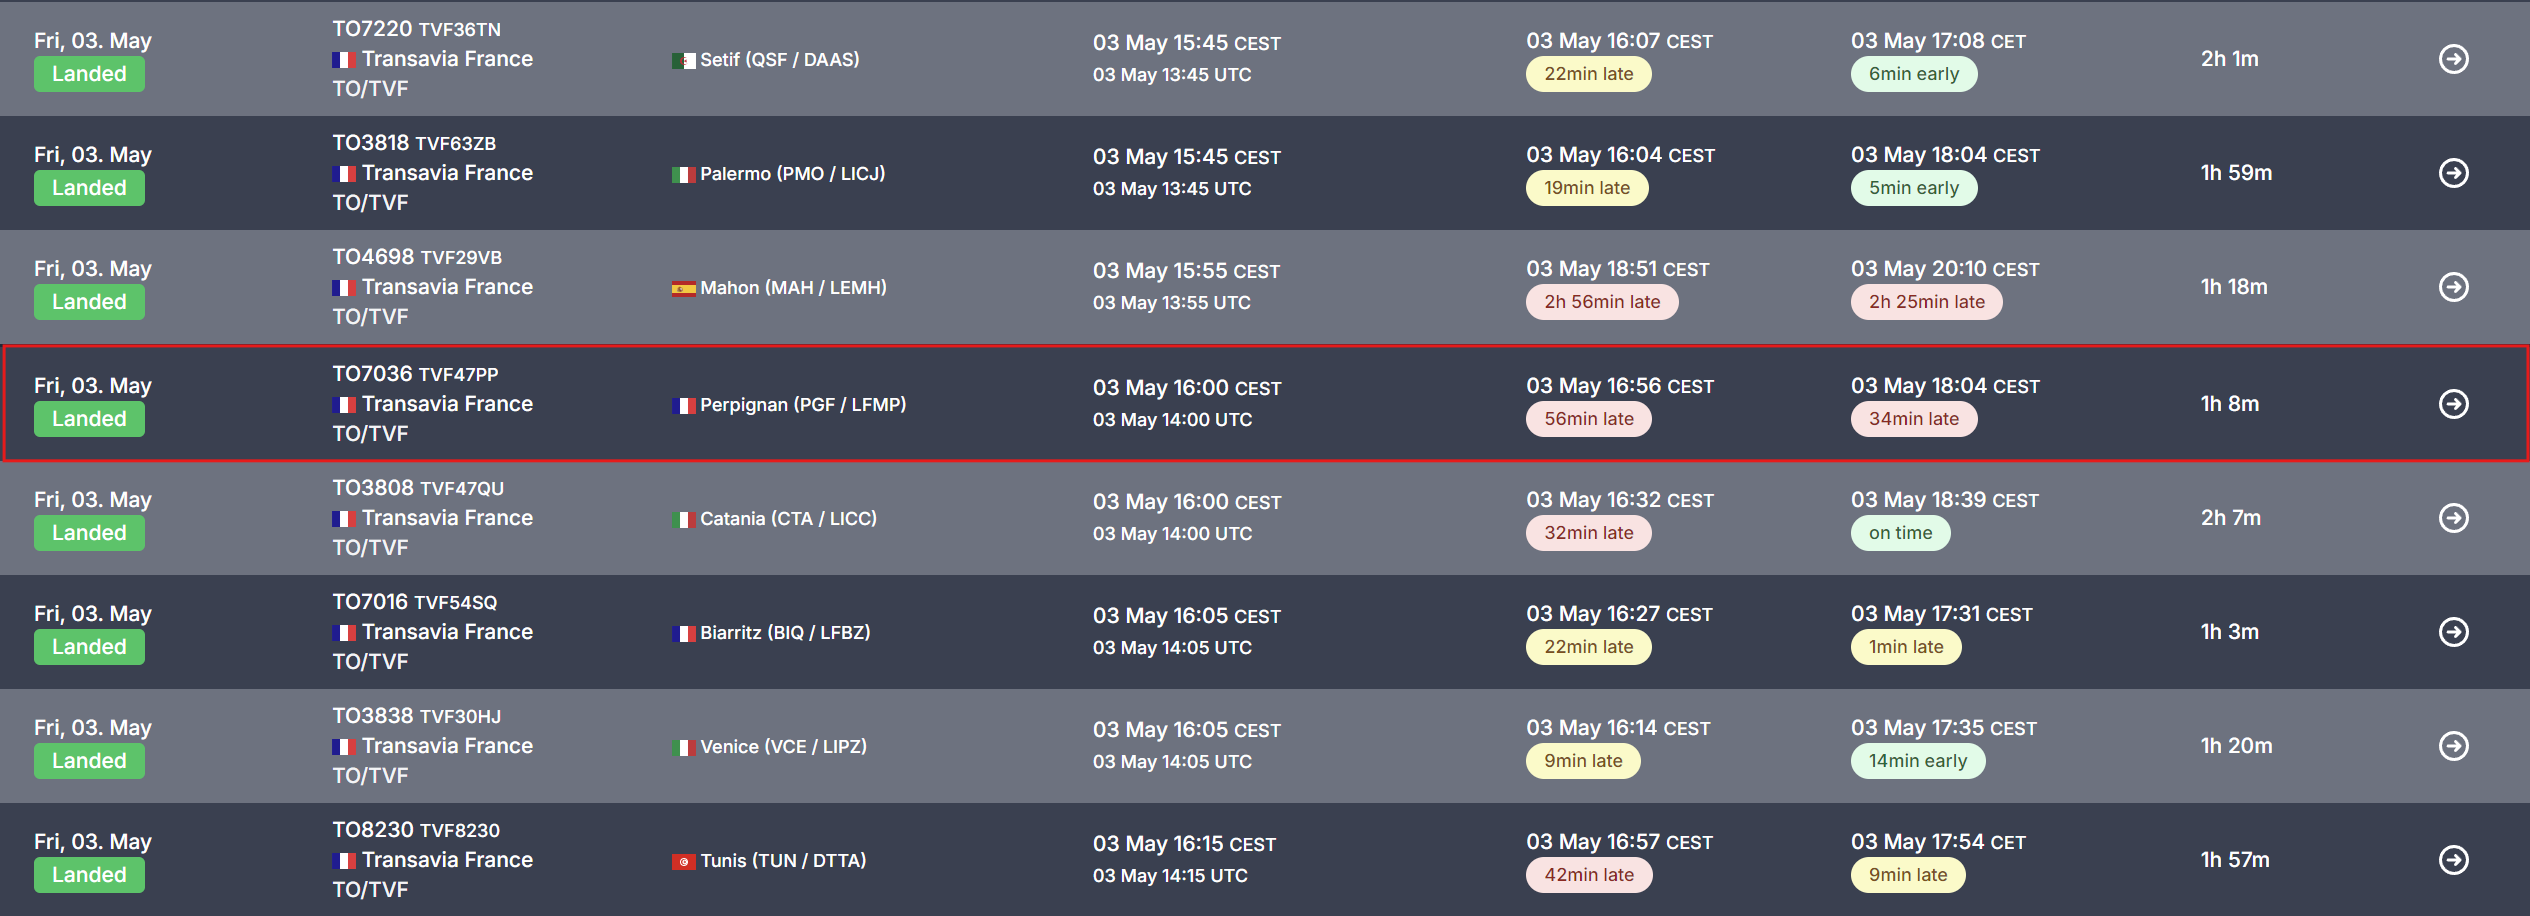 Fri, 03. May
Landed
TO7220 TVF36TN
Transavia France
TO/TVF
Setif (QSF / DAAS)
03 May 15:45 CEST
03 May 13:45 UTC
03 May 16:07 CEST
22min late
03 May 17:08 CET
6min early
2h 1m
Fri, 03. May
Landed
TO3818 TVF63ZB
Transavia France
TO/TVF
Palermo (PMO / LICJ)
03 May 15:45 CEST
03 May 13:45 UTC
03 May 16:04 CEST
19min late
03 May 18:04 CEST
5min early
1h 59m
Fri, 03. May
Landed
TO4698 TVF29VB
Transavia France
TO/TVF
Mahon (MAH / LEMH)
03 May 15:55 CEST
03 May 13:55 UTC
03 May 18:51 CEST
2h 56min late
03 May 20:10 CEST
2h 25min late
1h 18m
Fri, 03. May
Landed
TO7036 TVF47PP
Transavia France
TO/TVF
Perpignan (PGF / LFMP)
03 May 16:00 CEST
03 May 14:00 UTC
03 May 16:56 CEST
56min late
03 May 18:04 CEST
34min late
1h 8m
Fri, 03. May
Landed
TO3808 TVF47QU
Transavia France
TO/TVF
Catania (CTA / LICC)
03 May 16:00 CEST
03 May 14:00 UTC
03 May 16:32 CEST
32min late
03 May 18:39 CEST
on time
2h 7m
Fri, 03. May
Landed
TO7016 TVF54SQ
Transavia France
TO/TVF
Biarritz (BIQ / LFBZ)
03 May 16:05 CEST
03 May 14:05 UTC
03 May 16:27 CEST
22min late
03 May 17:31 CEST
1min late
1h 3m
Fri, 03. May
Landed
TO3838 TVF30HJ
Transavia France
TO/TVF
Venice (VCE / LIPZ)
03 May 16:05 CEST
03 May 14:05 UTC
03 May 16:14 CEST
9min late
03 May 17:35 CEST
14min early
1h 20m
Fri, 03. May
Landed
TO8230 TVF8230
Transavia France
TO/TVF
Tunis (TUN / DTTA)
03 May 16:15 CEST
03 May 14:15 UTC
03 May 16:57 CEST
42min late
03 May 17:54 CET
9min late
1h 57m